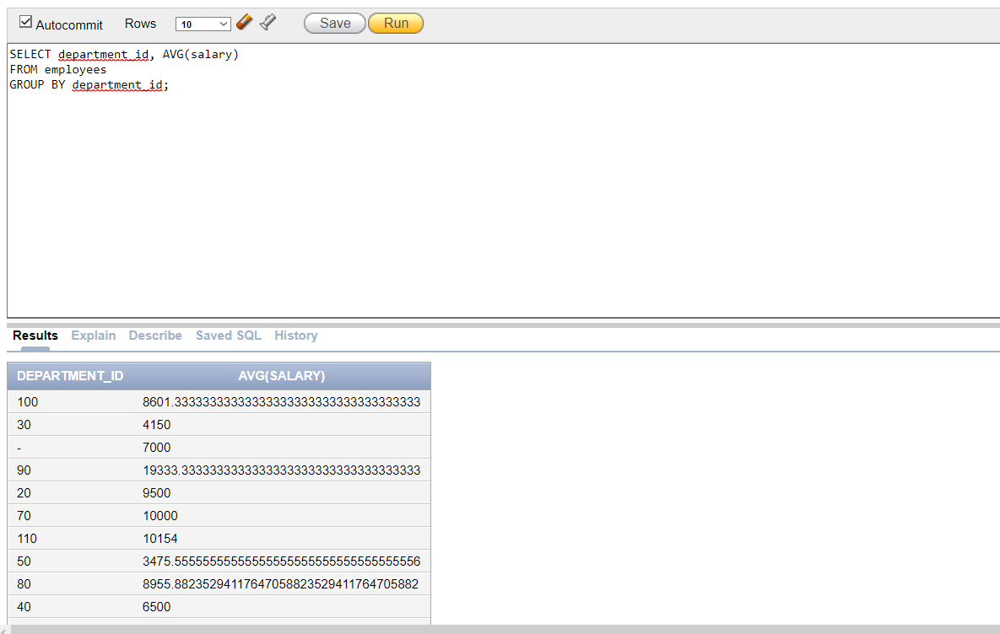 Autocommit Rows 10 Save Run
SELECT department_id, AVG(salary)
FROM employees
GROUP BY department_id;
Results Explain Describe Saved SQL History
DEPARTMENT_ID AVG(SALARY)
100 8601.33333333333333333333333333333333333
30 4150
- 7000
90 19333.3333333333333333333333333333333333
20 9500
70 10000
110 10154
50 3475.55555555555555555555555555555555556
80 8955.88235294117647058823529411764705882
40 6500